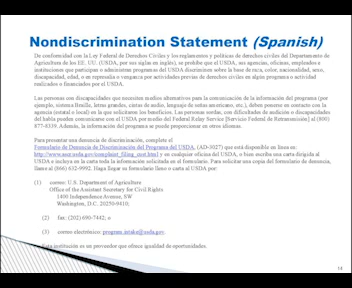 Nondiscrimination Statement (Spanish)
De conformidad con la Ley Federal de Derechos Civiles y los reglamentos y políticas de derechos civiles del Departamento de
Agricultura de los EE. UU. (USDA, por sus siglas en inglés), se prohíbe que el USDA, sus agencias, oficinas, empleados e
instituciones que participan o administran programas del USDA discriminen sobre la base de raza, color, nacionalidad, sexo,
discapacidad, edad, o en represalia o venganza por actividades previas de derechos civiles en algún programa o actividad
realizados o financiados por el USDA.
Las personas con discapacidades que necesiten medios alternativos para la comunicación de la información del programa (por
ejemplo, sistema Braille, letras grandes, cintas de audio, lenguaje de señas americano, etc.), deben ponerse en contacto con la agencia
(estatal o local) en la que solicitaron los beneficios. Las personas sordas, con dificultades de audición o discapacidades
del habla pueden comunicarse con el USDA por medio del Federal Relay Service [Servicio Federal de Retransmisión] al (800)
877-8339. Además, la información del programa se puede proporcionar en otros idiomas.
Para presentar una denuncia de discriminación, complete el
Formulario de Denuncia de Discriminación del Programa del USDA, (AD-3027) que está disponible en línea en:
http://www.ascr.usda.gov/complaint_filing_cust.html y en cualquier oficina del USDA, o bien escriba una carta dirigida al
USDA e incluya en la carta toda la información solicitada en el formulario. Para solicitar una copia del formulario de denuncia,
llame al (866) 632-9992. Haga llegar su formulario lleno o carta al USDA por:
(1) correo: U.S. Department of Agriculture
Office of the Assistant Secretary for Civil Rights
1400 Independence Avenue, SW
Washington, D.C. 20250-9410;
(2) fax: (202) 690-7442; o
(3) correo electrónico: program.intake@usda.gov.
Esta institución es un proveedor que ofrece igualdad de oportunidades.